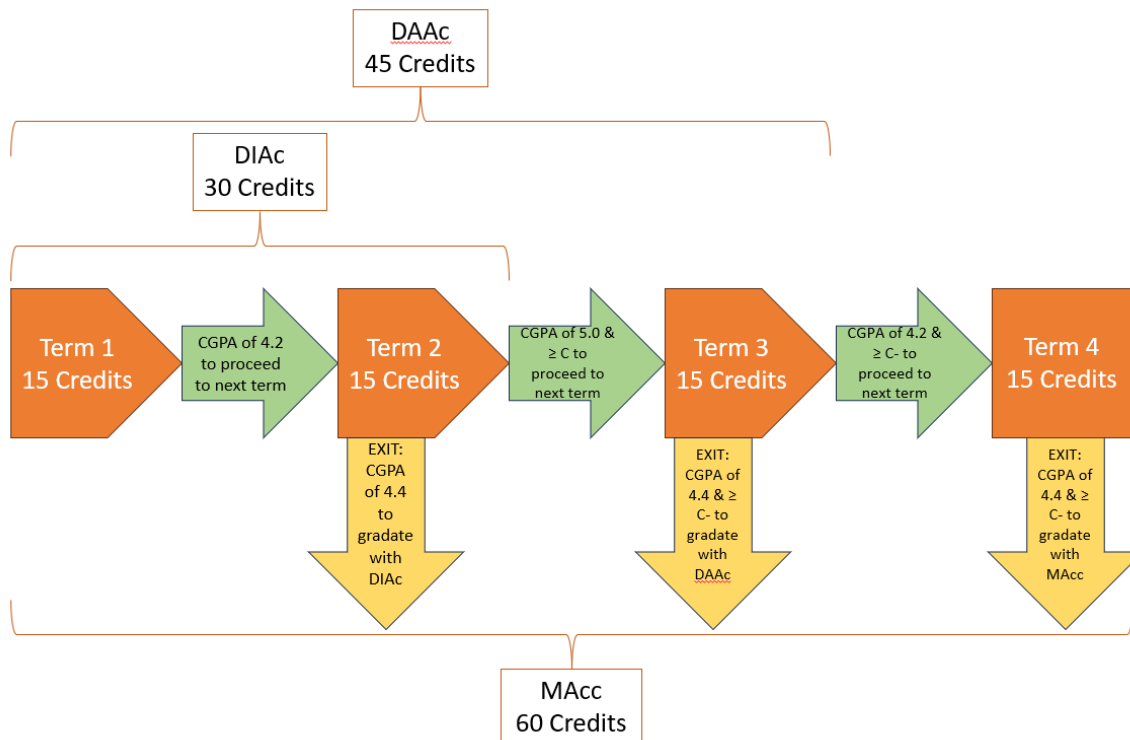 DAAc
45 Credits
DIAc
30 Credits
Term 1
15 Credits
CGPA of 4.2
to proceed
to next term
Term 2
15 Credits
CGPA of 5.0 &
≥ C to
proceed to
next term
Term 3
15 Credits
CGPA of 4.2 &
≥ C- to
proceed to
next term
Term 4
15 Credits
EXIT:
CGPA
of 4.4
to
gradate
with
DIAc
EXIT:
CGPA of
4.4 & ≥
C- to
gradate
with
DAAc
EXIT:
CGPA of
4.4 & ≥
C- to
gradate
with
MAcc
MAcc
60 Credits